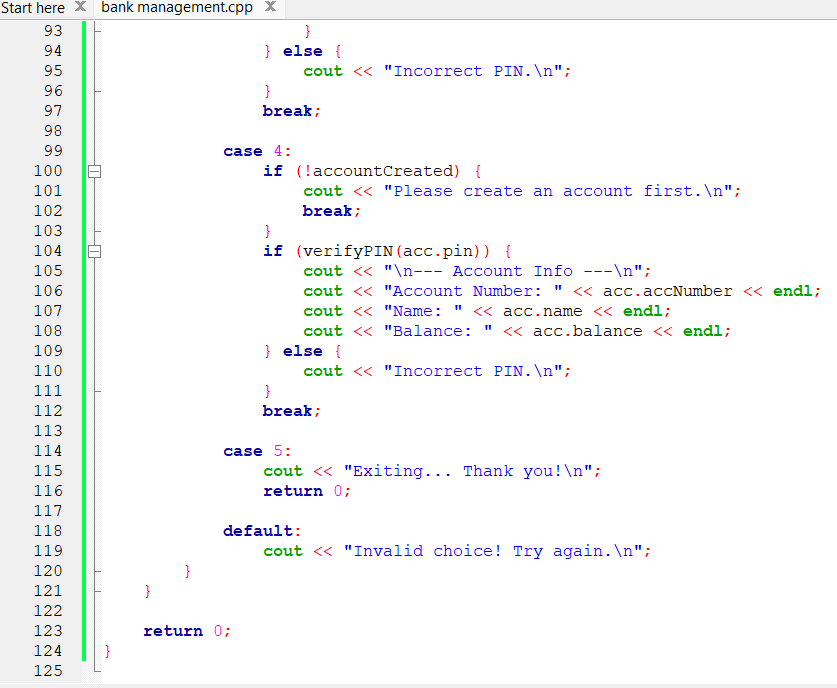 Start here X bank management.cpp X
93 }
94 } else {
95 cout << "Incorrect PIN.\n";
96 }
97 break;
98
99 case 4:
100 if (!accountCreated) {
101 cout << "Please create an account first.\n";
102 break;
103 }
104 if (verifyPIN(acc.pin)) {
105 cout << "\n--- Account Info ---\n";
106 cout << "Account Number: " << acc.accNumber << endl;
107 cout << "Name: " << acc.name << endl;
108 cout << "Balance: " << acc.balance << endl;
109 } else {
110 cout << "Incorrect PIN.\n";
111 }
112 break;
113
114 case 5:
115 cout << "Exiting... Thank you!\n";
116 return 0;
117
118 default:
119 cout << "Invalid choice! Try again.\n";
120 }
121 }
122
123 return 0;
124 }
125